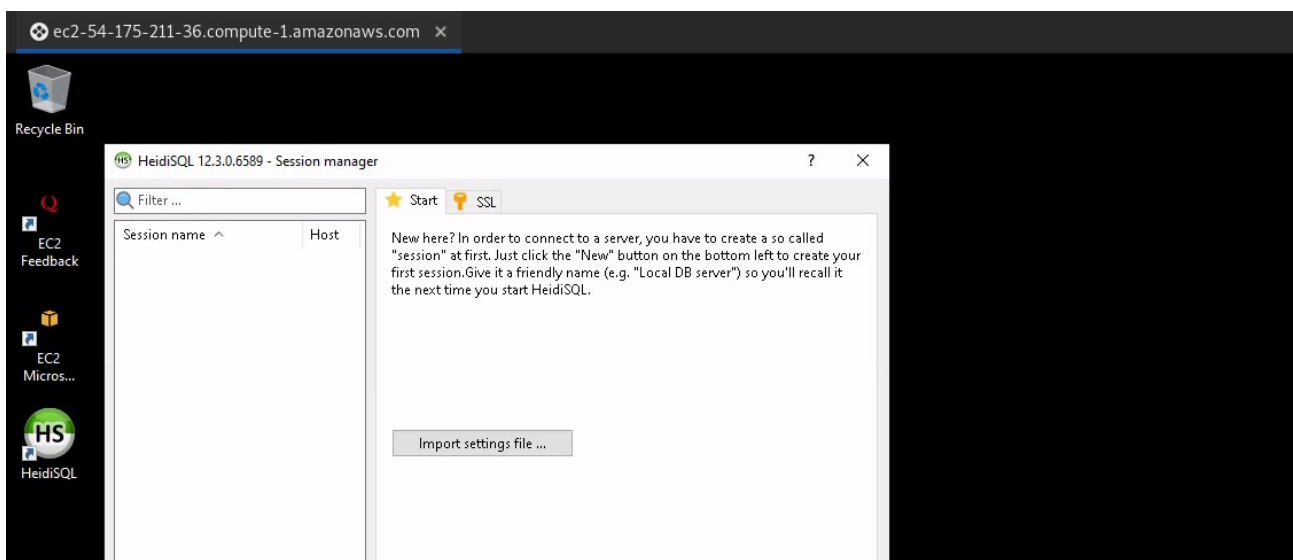 ec2-54-175-211-36.compute-1.amazonaws.com
Recycle Bin
HeidiSQL 12.3.0.6589 - Session manager
?
Filter ...
Start
SSL
Session name
Host
New here? In order to connect to a server, you have to create a so called
"session" at first. Just click the "New" button on the bottom left to create your
first session.Give it a friendly name (e.g. "Local DB server") so you'll recall it
the next time you start HeidiSQL.
Q
EC2
Feedback
EC2
Micros...
Import settings file ...
HS
HeidiSQL